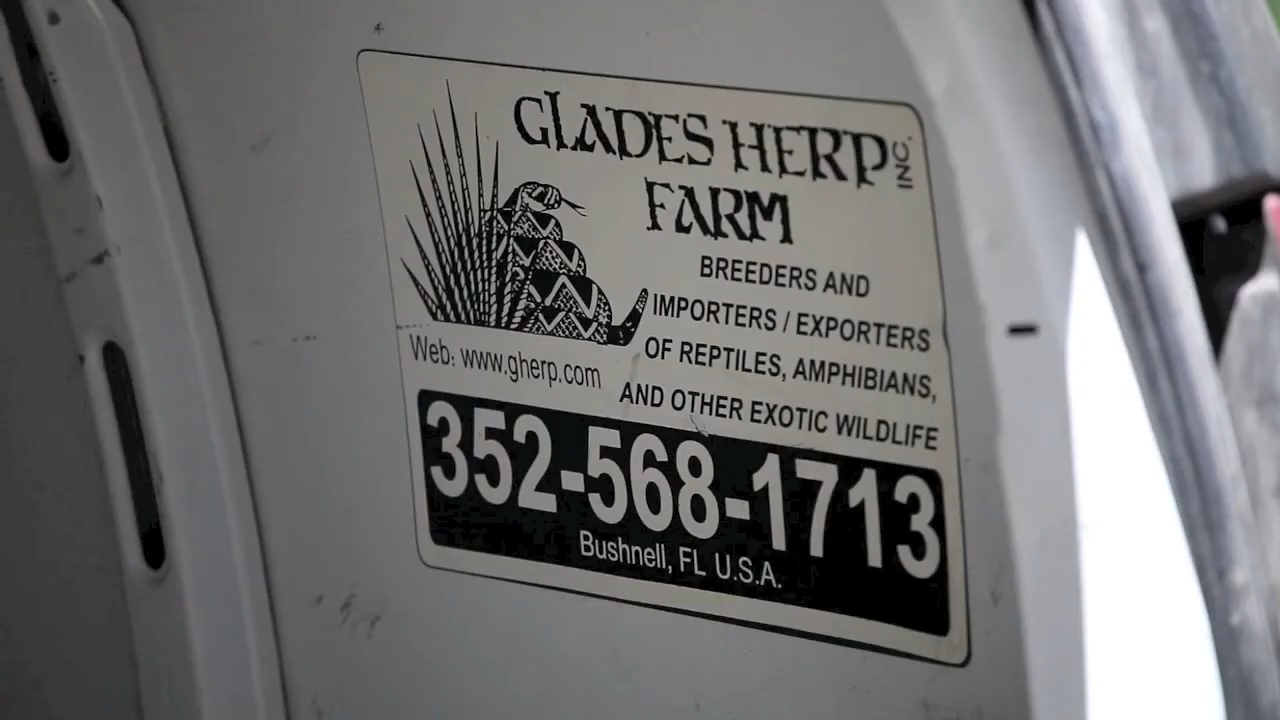 GLADES HERP INC.
FARM
BREEDERS AND
IMPORTERS / EXPORTERS
OF REPTILES, AMPHIBIANS,
AND OTHER EXOTIC WILDLIFE
Web: www.gherp.com
352-568-1713
Bushnell, FL U.S.A.